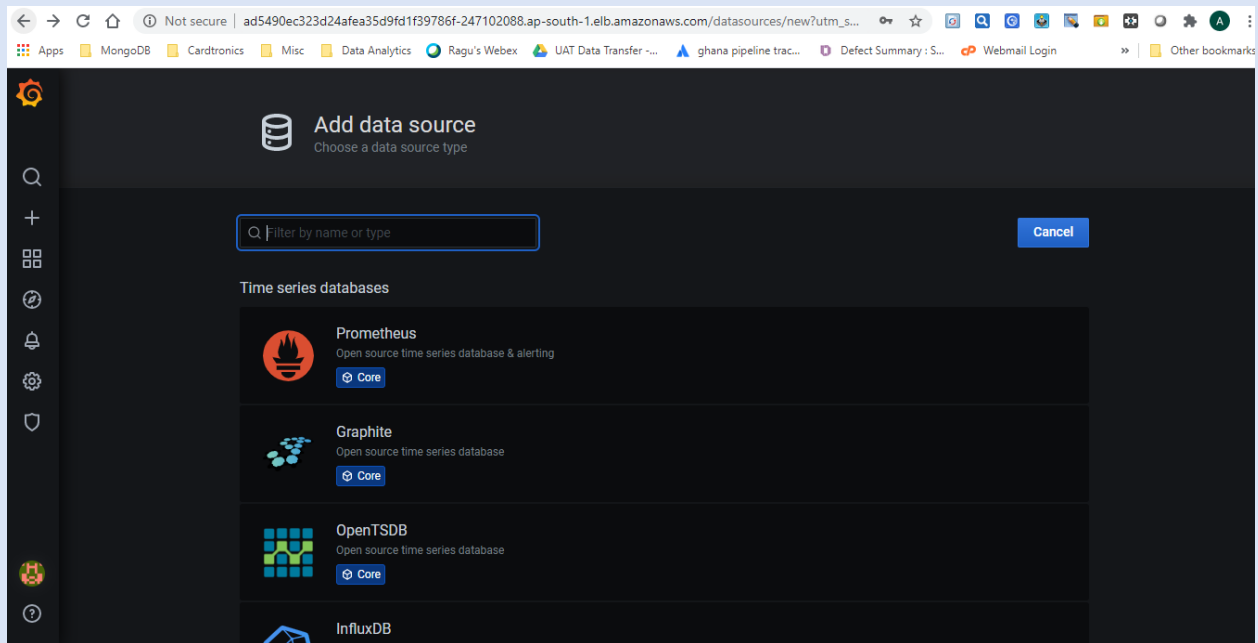 Not secure | ad5490ec323d24afea35d9fd1f39786f-247102088.ap-south-1.elb.amazonaws.com/datasources/new?utm_s... A
Apps MongoDB Cardtronics Misc Data Analytics Ragu's Webex UAT Data Transfer -... ghana pipeline trac... Defect Summary : S... cP Webmail Login » Other bookmarks
Add data source
Choose a data source type
Filter by name or type
Cancel
Time series databases
Prometheus
Open source time series database & alerting
Core
Graphite
Open source time series database
Core
OpenTSDB
Open source time series database
Core
InfluxDB